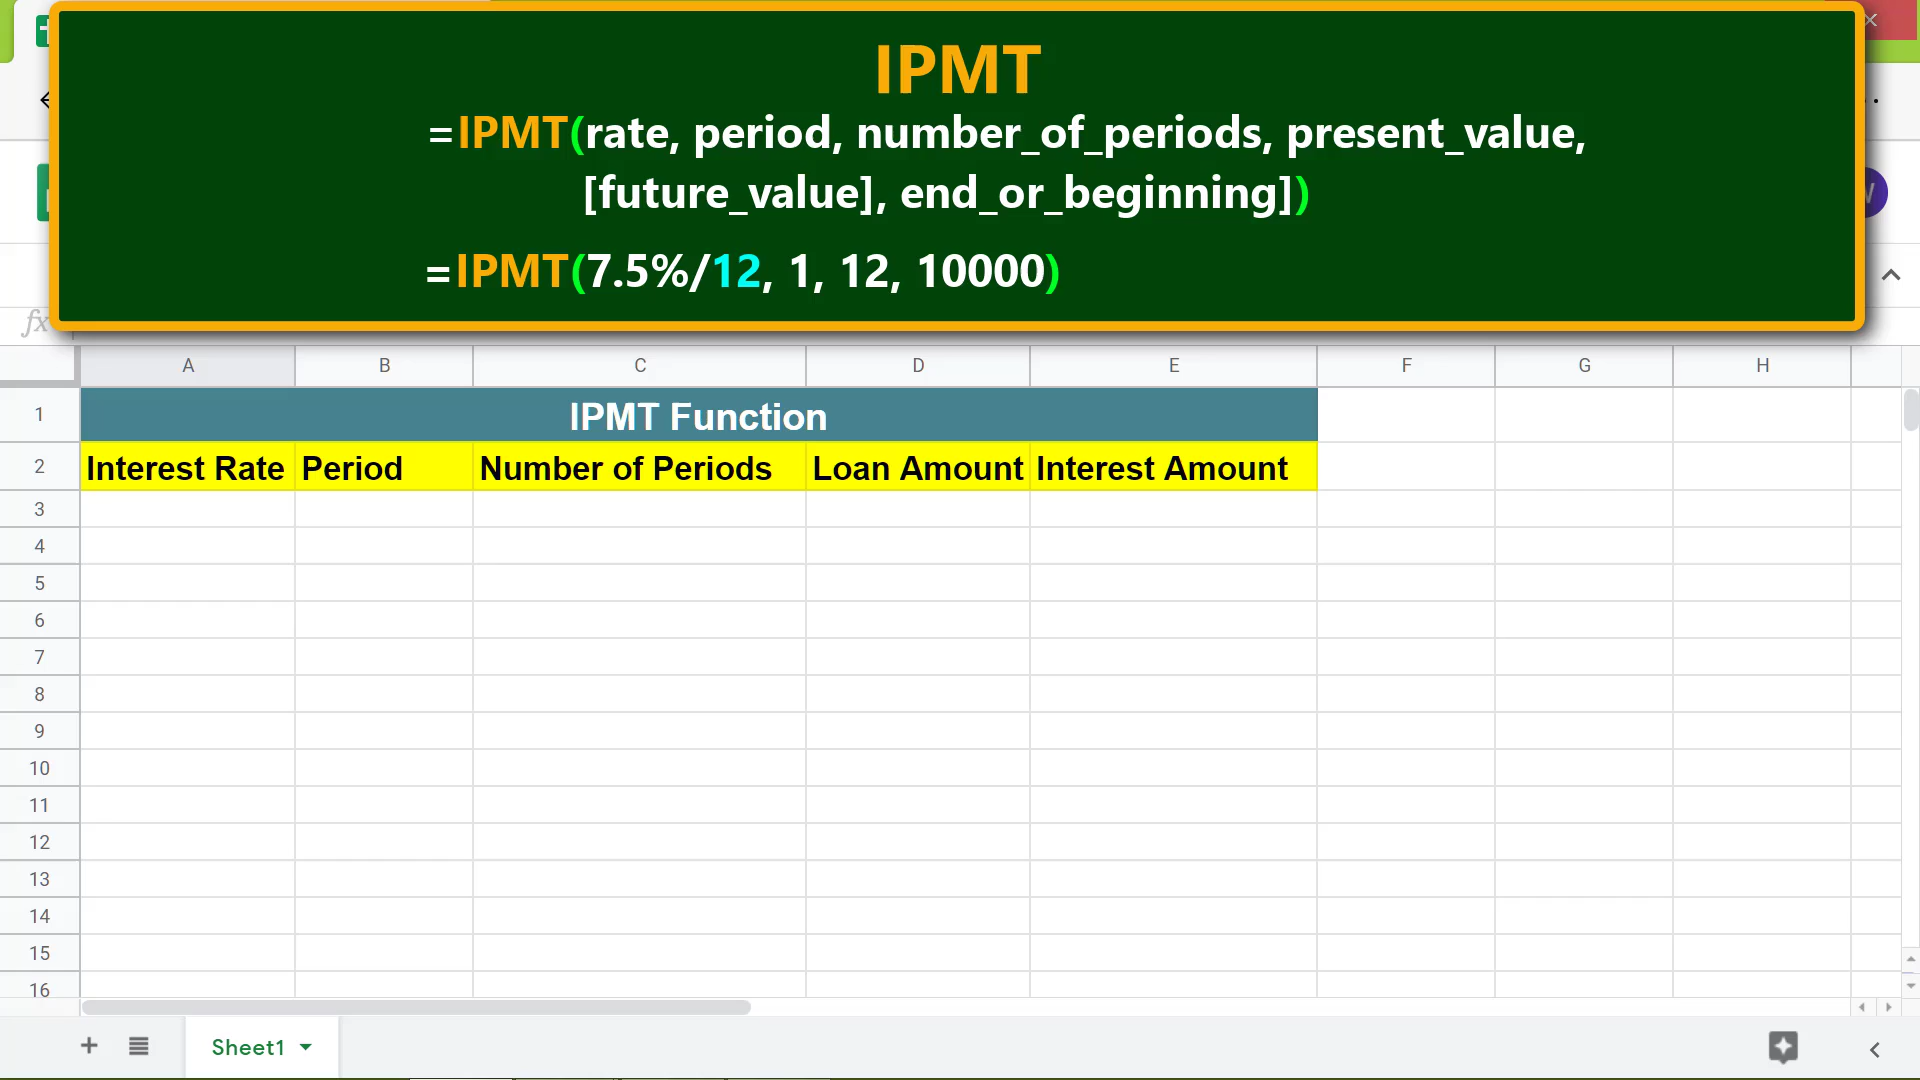 IPMT
=IPMT(rate, period, number_of_periods, present_value,
[future_value], end_or_beginning])
=IPMT(7.5%/12, 1, 12, 10000)
fx
A B C D E F G H
1 IPMT Function
2 Interest Rate Period Number of Periods Loan Amount Interest Amount
3
4
5
6
7
8
9
10
11
12
13
14
15
16
Sheet1